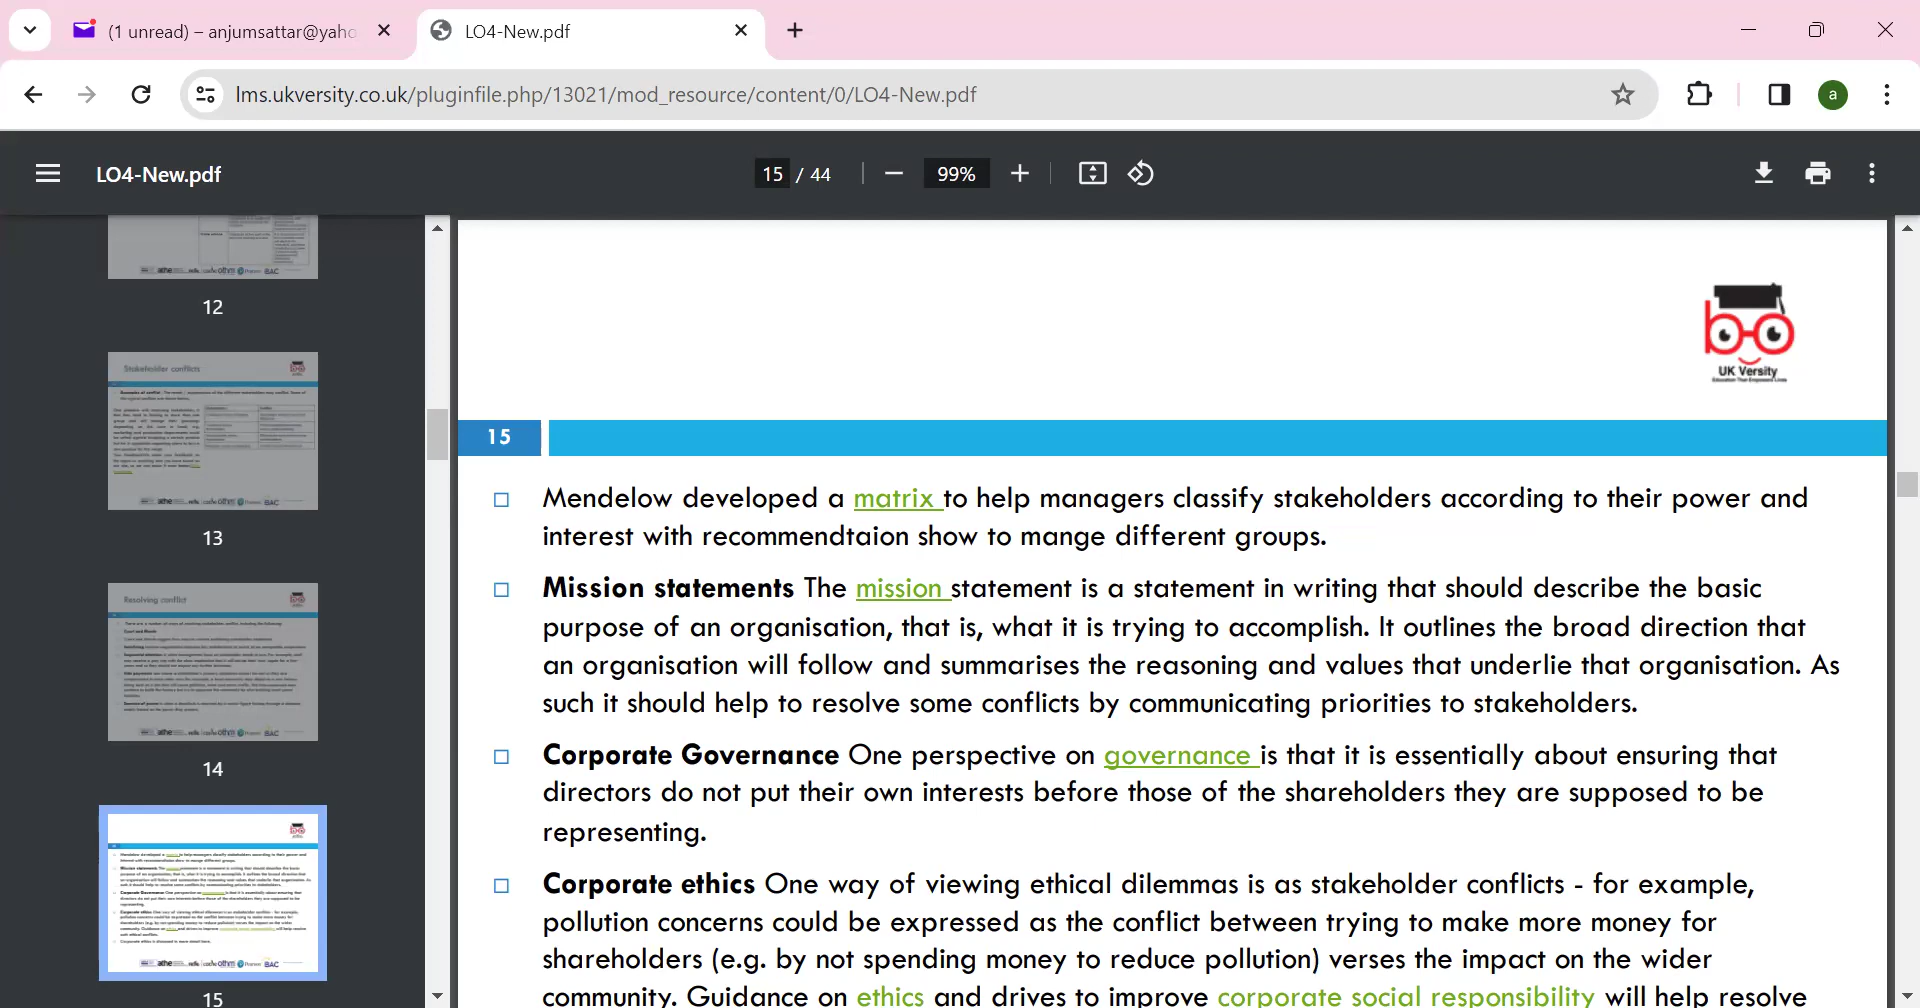 (1 unread) – anjumsattar@yaho
LO4-New.pdf
lms.ukversity.co.uk/pluginfile.php/13021/mod_resource/content/0/LO4-New.pdf
a
LO4-New.pdf
15 / 44
99%
12
Stakeholder conflicts
13
Resolving conflict
14
15
UK Versity
Education That Empowers Lives
15
Mendelow developed a matrix to help managers classify stakeholders according to their power and
interest with recommendtaion show to mange different groups.
Mission statements The mission statement is a statement in writing that should describe the basic
purpose of an organisation, that is, what it is trying to accomplish. It outlines the broad direction that
an organisation will follow and summarises the reasoning and values that underlie that organisation. As
such it should help to resolve some conflicts by communicating priorities to stakeholders.
Corporate Governance One perspective on governance is that it is essentially about ensuring that
directors do not put their own interests before those of the shareholders they are supposed to be
representing.
Corporate ethics One way of viewing ethical dilemmas is as stakeholder conflicts - for example,
pollution concerns could be expressed as the conflict between trying to make more money for
shareholders (e.g. by not spending money to reduce pollution) verses the impact on the wider
community. Guidance on ethics and drives to improve corporate social responsibility will help resolve